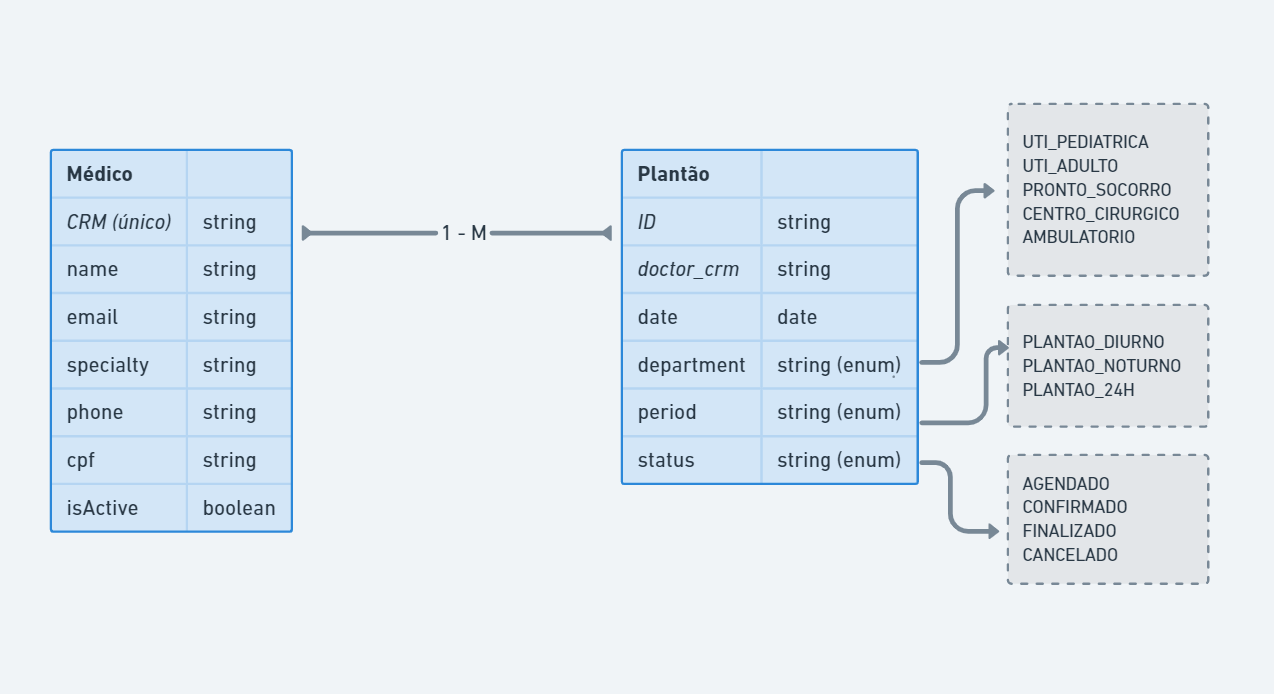 Médico
CRM (único) string
name string
email string
specialty string
phone string
cpf string
isActive boolean
1 - M
Plantão
ID string
doctor_crm string
date date
department string (enum)
period string (enum)
status string (enum)
UTI_PEDIATRICA
UTI_ADULTO
PRONTO_SOCORRO
CENTRO_CIRURGICO
AMBULATORIO
PLANTAO_DIURNO
PLANTAO_NOTURNO
PLANTAO_24H
AGENDADO
CONFIRMADO
FINALIZADO
CANCELADO